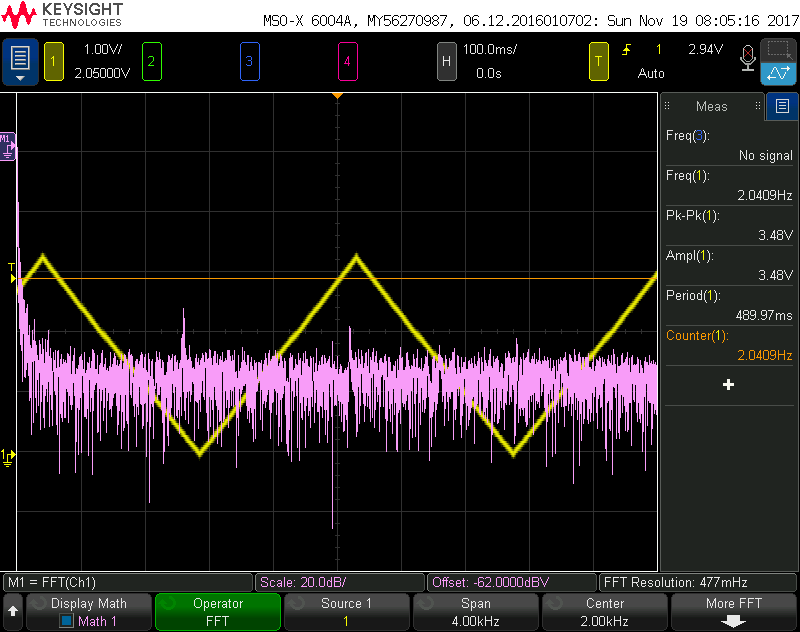 KEYSIGHT
TECHNOLOGIES
MSO-X 6004A, MY56270987, 06.12.2016010702: Sun Nov 19 08:05:16 2017
1 1.00V/ 2 3 4 H 100.0ms/ T 1 2.94V
2.05000V 0.0s Auto
Meas
M1
Freq(3):
No signal
Freq(1):
2.0409Hz
Pk-Pk(1):
3.48V
Ampl(1):
3.48V
T
Period(1):
489.97ms
Counter(1):
2.0409Hz
1
M1 = FFT(Ch1) Scale: 20.0dB/ Offset: -62.0000dBV FFT Resolution: 477mHz
Display Math Operator Source 1 Span Center More FFT
Math 1 FFT 1 4.00kHz 2.00kHz